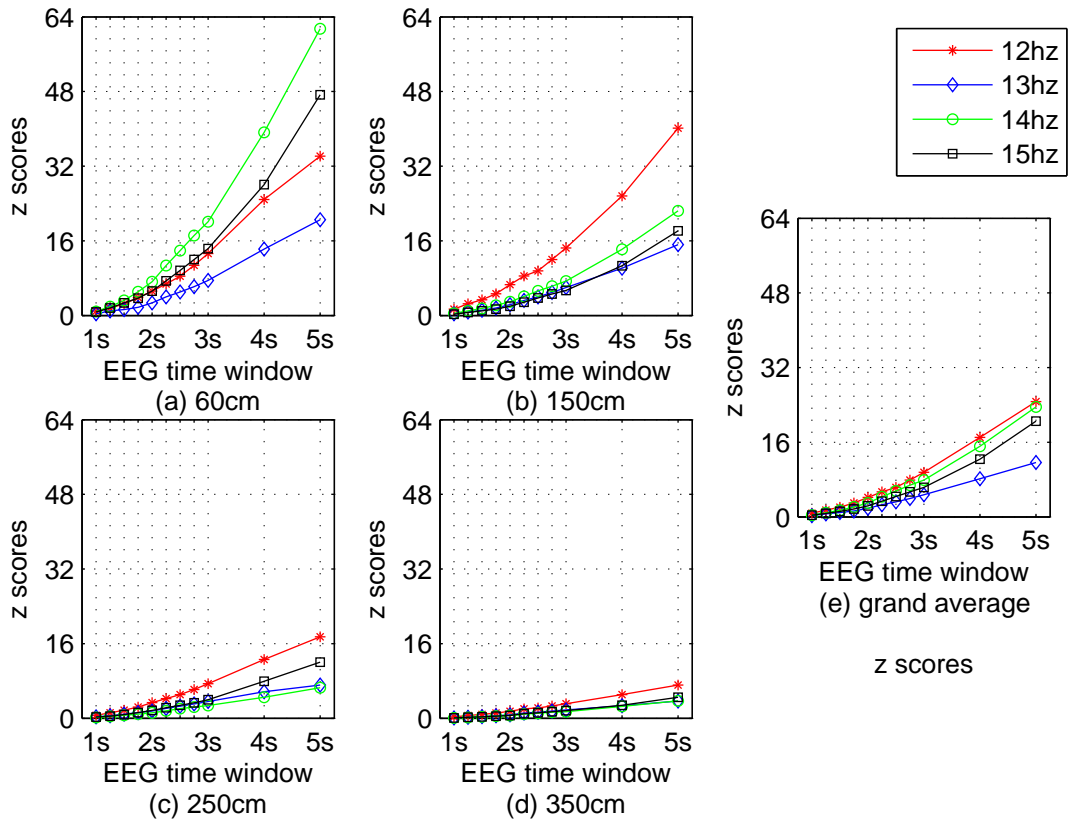 64
48
32
16
0
z scores
1s 2s 3s 4s 5s
EEG time window
(a) 60cm
64
48
32
16
0
z scores
1s 2s 3s 4s 5s
EEG time window
(b) 150cm
12hz
13hz
14hz
15hz
64
48
32
16
0
z scores
1s 2s 3s 4s 5s
EEG time window
(c) 250cm
64
48
32
16
0
z scores
1s 2s 3s 4s 5s
EEG time window
(d) 350cm
64
48
32
16
0
z scores
1s 2s 3s 4s 5s
EEG time window
(e) grand average
z scores